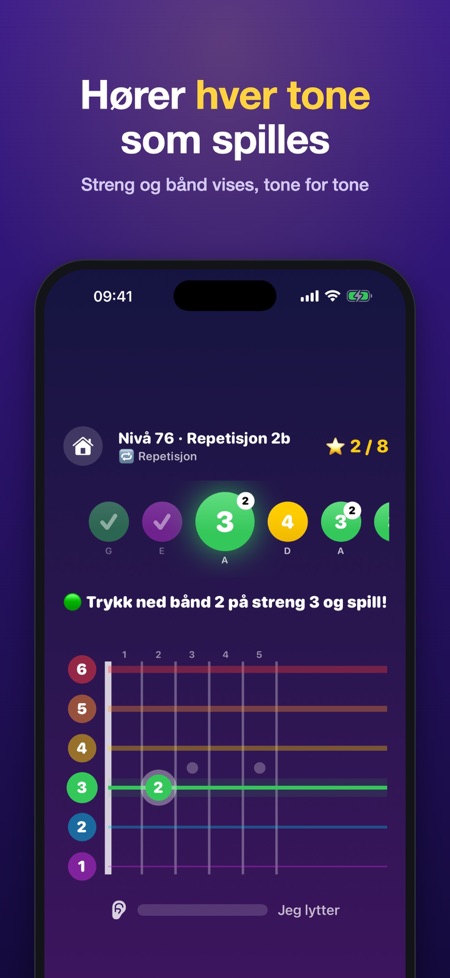 Hører hver tone
som spilles
Streng og bånd vises, tone for tone
09:41
Nivå 76 · Repetisjon 2b
⭐ 2 / 8
🔁 Repetisjon
3 2 4 3 2
G E A D A
🟢 Trykk ned bånd 2 på streng 3 og spill!
1 2 3 4 5
6
5
4
3 2
2
1
Jeg lytter